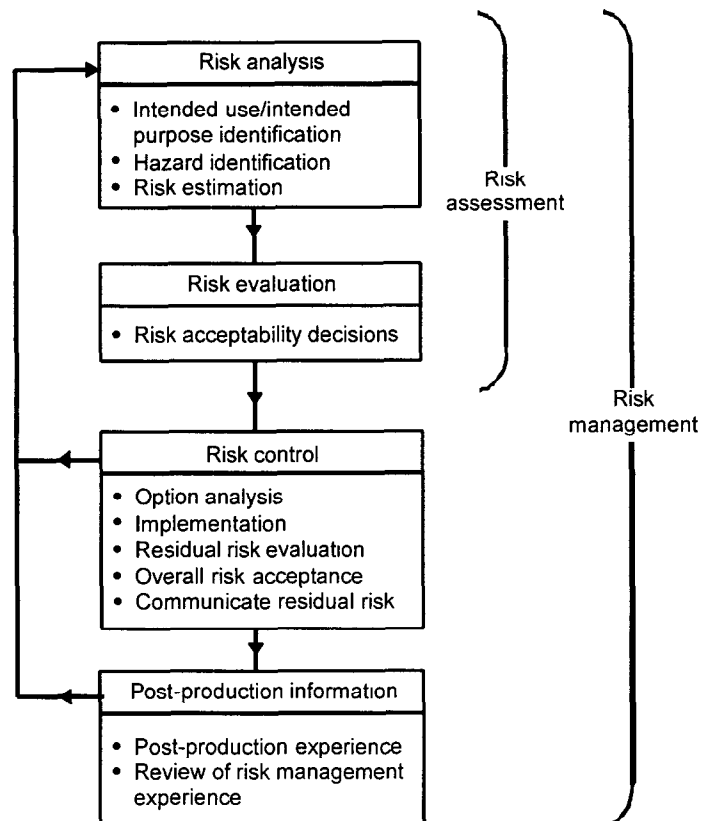 Risk analysis
• Intended use/intended
purpose identification
• Hazard identification
• Risk estimation
Risk
assessment
Risk evaluation
• Risk acceptability decisions
Risk
management
Risk control
• Option analysis
• Implementation
• Residual risk evaluation
• Overall risk acceptance
• Communicate residual risk
Post-production information
• Post-production experience
• Review of risk management
experience